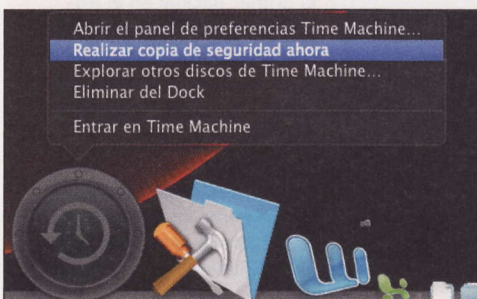 Abrir el panel de preferencias Time Machine...
Realizar copia de seguridad ahora
Explorar otros discos de Time Machine...
Eliminar del Dock
Entrar en Time Machine